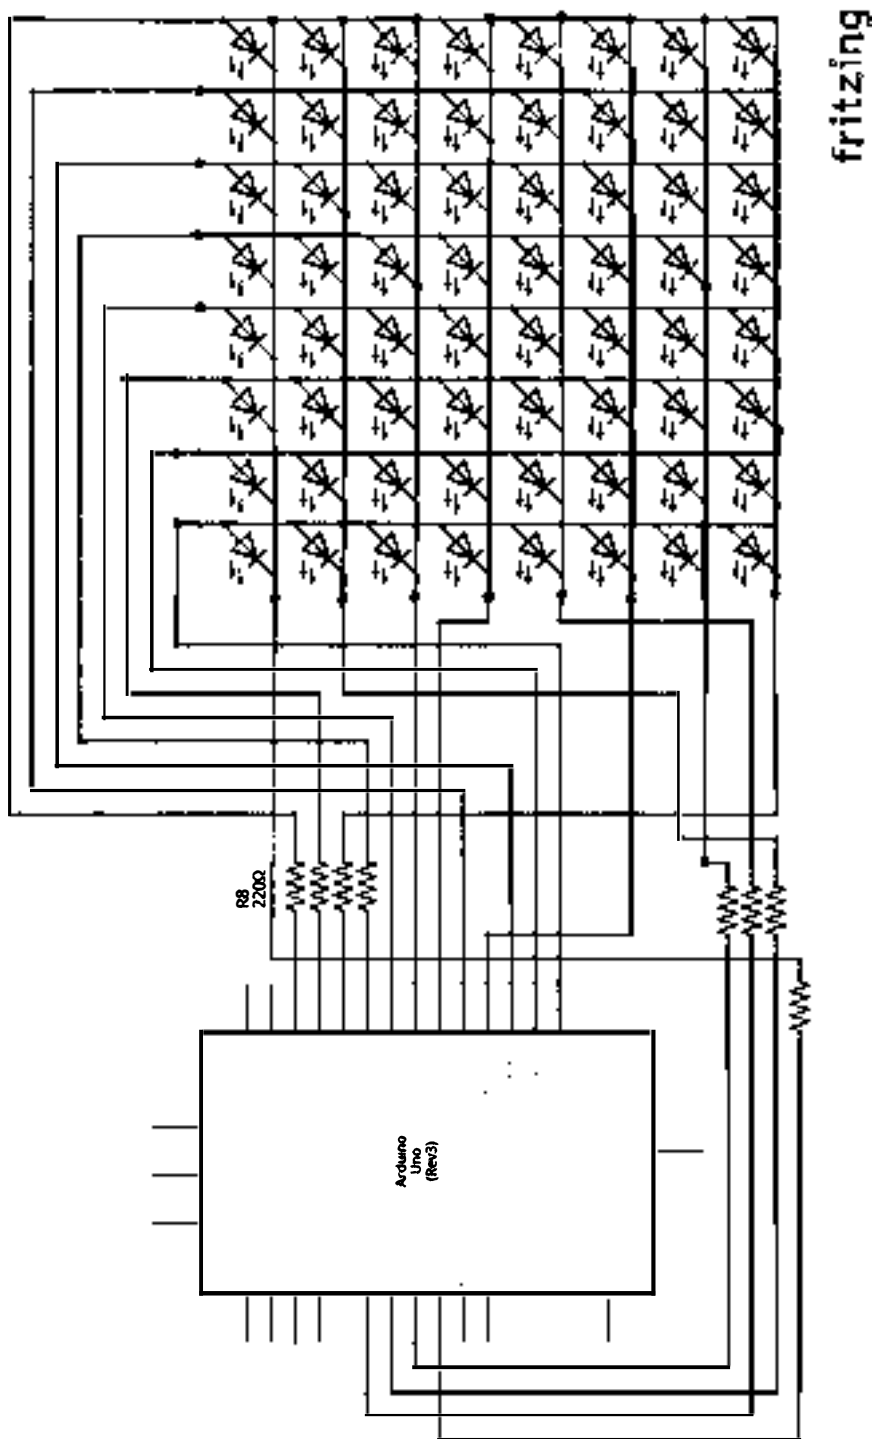 fritzing
R8
220Ω
Arduino
Uno
(Rev3)